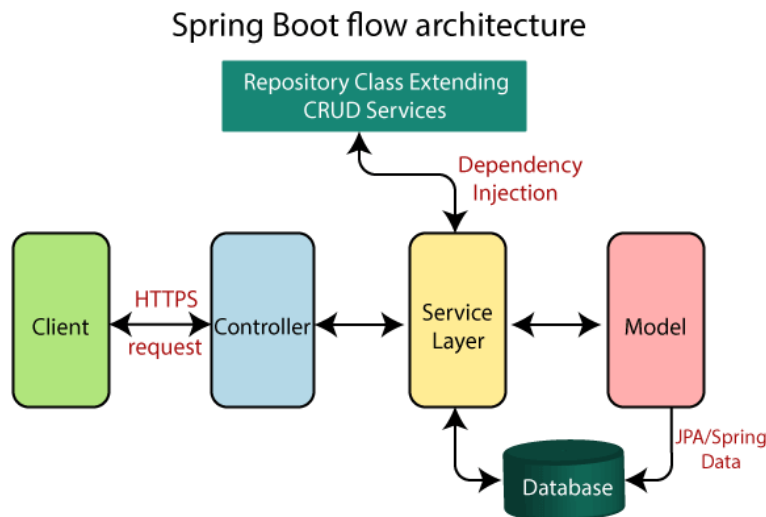 Spring Boot flow architecture
Repository Class Extending
CRUD Services
Dependency
Injection
Client
HTTPS
request
Controller
Service
Layer
Model
JPA/Spring
Data
Database